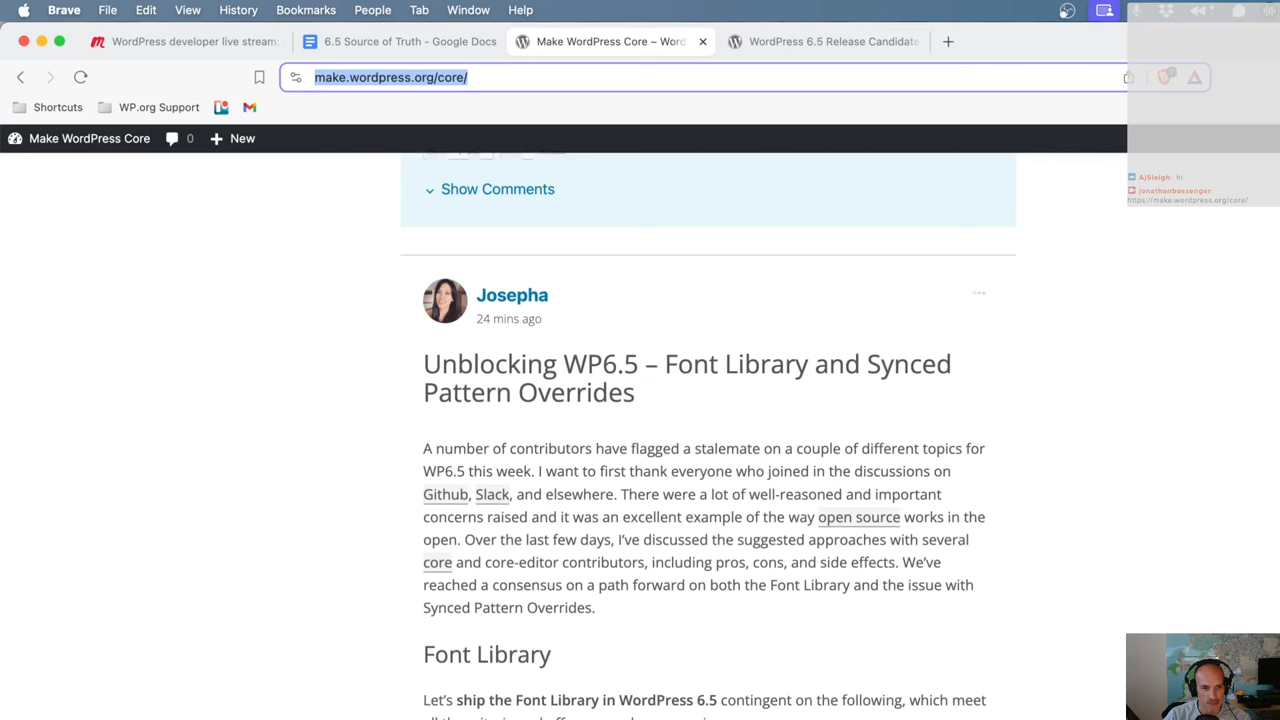 Brave File Edit View History Bookmarks People Tab Window Help
WordPress developer live stream:
6.5 Source of Truth - Google Docs
Make WordPress Core – Word
WordPress 6.5 Release Candidate
make.wordpress.org/core/
Shortcuts WP.org Support
Make WordPress Core 0 New
AjSleigh: hi
jonathanbossenger:
https://make.wordpress.org/core/
Show Comments
Josepha
24 mins ago
Unblocking WP6.5 – Font Library and Synced
Pattern Overrides
A number of contributors have flagged a stalemate on a couple of different topics for
WP6.5 this week. I want to first thank everyone who joined in the discussions on
Github, Slack, and elsewhere. There were a lot of well-reasoned and important
concerns raised and it was an excellent example of the way open source works in the
open. Over the last few days, I've discussed the suggested approaches with several
core and core-editor contributors, including pros, cons, and side effects. We've
reached a consensus on a path forward on both the Font Library and the issue with
Synced Pattern Overrides.
Font Library
Let's ship the Font Library in WordPress 6.5 contingent on the following, which meet